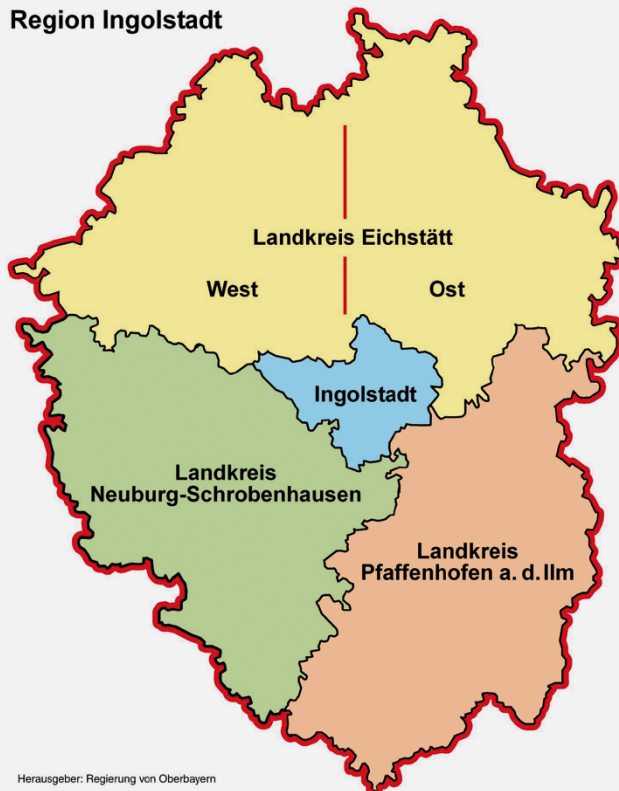 Region Ingolstadt
Landkreis Eichstätt
West
Ost
Ingolstadt
Landkreis
Neuburg-Schrobenhausen
Landkreis
Pfaffenhofen a. d. Ilm
Herausgeber: Regierung von Oberbayern